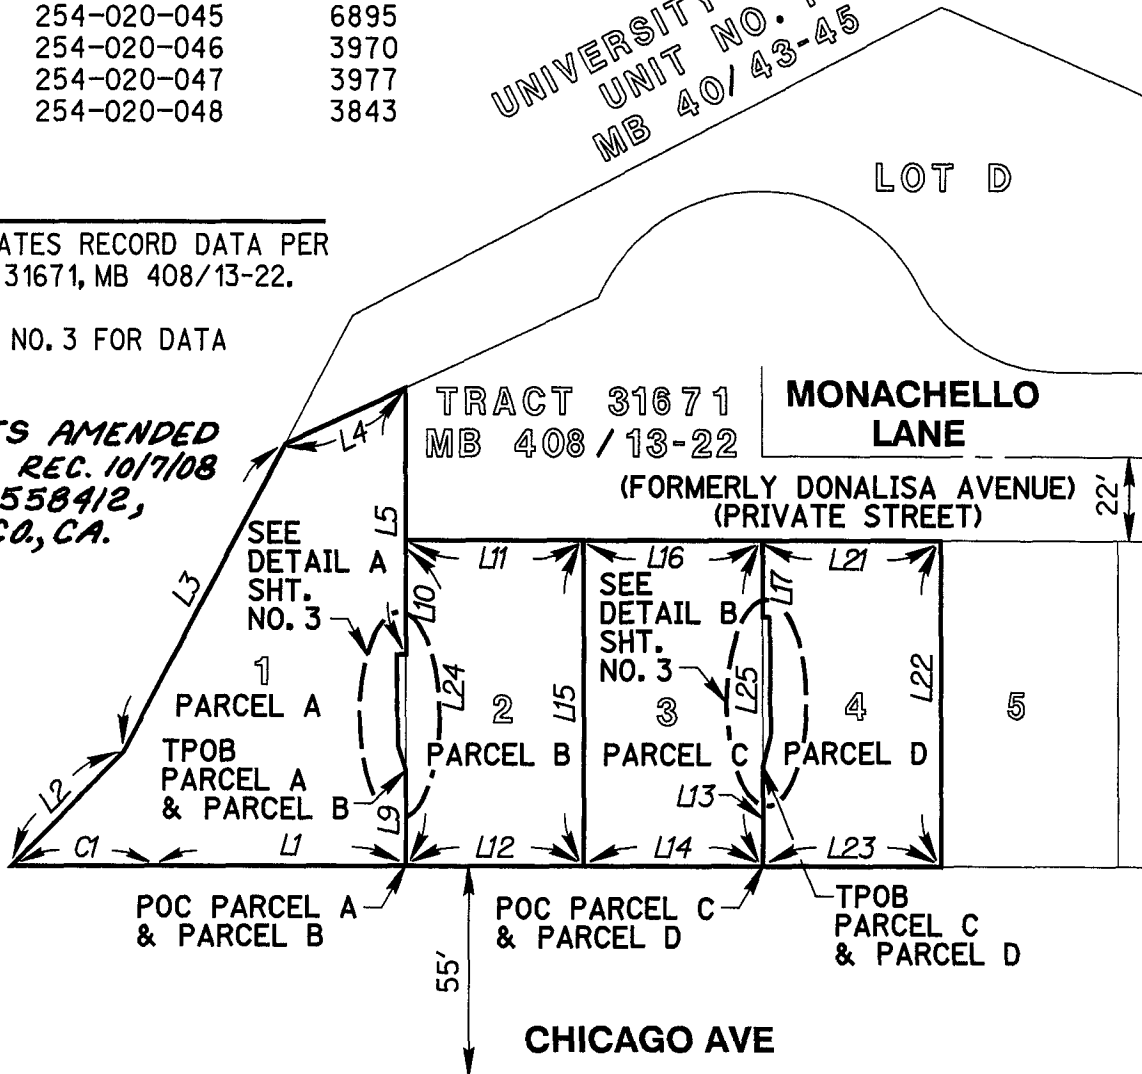 254-020-045 6895
254-020-046 3970
254-020-047 3977
254-020-048 3843
UNIVERSITY
UNIT NO.
MB 40/43-45
LOT D
ATES RECORD DATA PER
31671, MB 408/13-22.
NO. 3 FOR DATA
TS AMENDED
REC. 10/7/08
558412,
CO., CA.
TRACT 31671
MB 408/13-22
MONACHELLO
LANE
(FORMERLY DONALISA AVENUE)
(PRIVATE STREET)
22'
L4
L5
L3
SEE
DETAIL A
SHT.
NO. 3
L10
L11
L16
L21
L17
SEE
DETAIL B
SHT.
NO. 3
L24
L15
L25
L22
1
PARCEL A
2
PARCEL B
3
PARCEL C
4
PARCEL D
5
TPOB
PARCEL A
& PARCEL B
L2
L9
L13
C1
L1
L12
L14
L23
POC PARCEL A
& PARCEL B
POC PARCEL C
& PARCEL D
TPOB
PARCEL C
& PARCEL D
55'
CHICAGO AVE